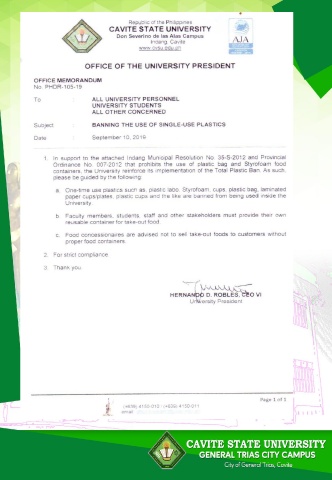 Republic of the Philippines
CAVITE STATE UNIVERSITY
Don Severino de las Alas Campus
Indang, Cavite
www.cvsu.edu.ph
AJA
OFFICE OF THE UNIVERSITY PRESIDENT
OFFICE MEMORANDUM
No. PHDR-105-19
To : ALL UNIVERSITY PERSONNEL
UNIVERSITY STUDENTS
ALL OTHER CONCERNED
Subject : BANNING THE USE OF SINGLE-USE PLASTICS
Date : September 10, 2019
1. In support to the attached Indang Municipal Resolution No. 35-S-2012 and Provincial
Ordinance No. 007-2012 that prohibits the use of plastic bag and Styrofoam food
containers, the University reinforce its implementation of the Total Plastic Ban. As such,
please be guided by the following:
a. One-time use plastics such as, plastic labo, Styrofoam, cups, plastic bag, laminated
paper cups/plates, plastic cups and the like are banned from being used inside the
University.
b. Faculty members, students, staff and other stakeholders must provide their own
reusable container for take-out food.
c. Food concessionaires are advised not to sell take-out foods to customers without
proper food containers.
2. For strict compliance.
3. Thank you.
HERNANDO D. ROBLES, CEO VI
University President
Page 1 of 1
(+639) 4150-013 / (+639) 4150-011
email
CAVITE STATE UNIVERSITY
GENERAL TRIAS CITY CAMPUS
City of General Trias, Cavite